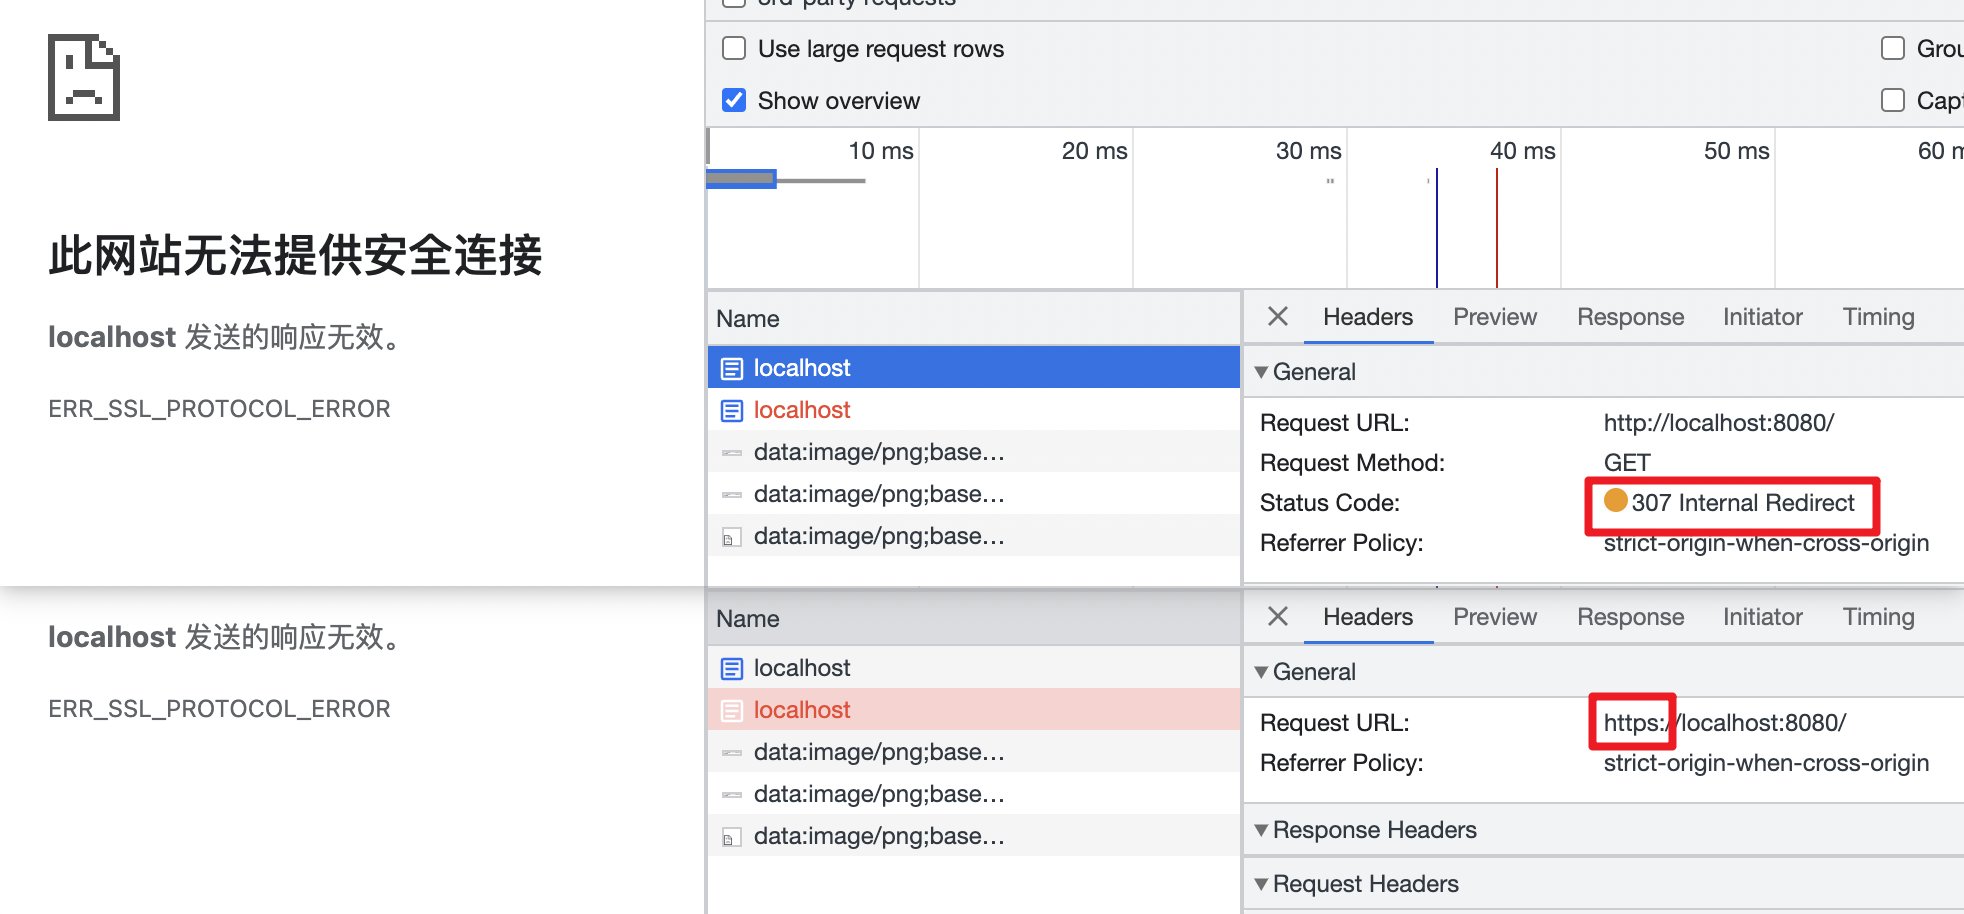 3rd-party requests
Use large request rows
Grou
Show overview
Capt
10 ms
20 ms
30 ms
40 ms
50 ms
60 m
此网站无法提供安全连接
localhost 发送的响应无效。
ERR_SSL_PROTOCOL_ERROR
Name
localhost
localhost
data:image/png;base…
data:image/png;base…
data:image/png;base…
Headers Preview Response Initiator Timing
General
Request URL: http://localhost:8080/
Request Method: GET
Status Code: 307 Internal Redirect
Referrer Policy: strict-origin-when-cross-origin
localhost 发送的响应无效。
ERR_SSL_PROTOCOL_ERROR
Name
localhost
localhost
data:image/png;base…
data:image/png;base…
data:image/png;base…
Headers Preview Response Initiator Timing
General
Request URL: https://localhost:8080/
Referrer Policy: strict-origin-when-cross-origin
Response Headers
Request Headers